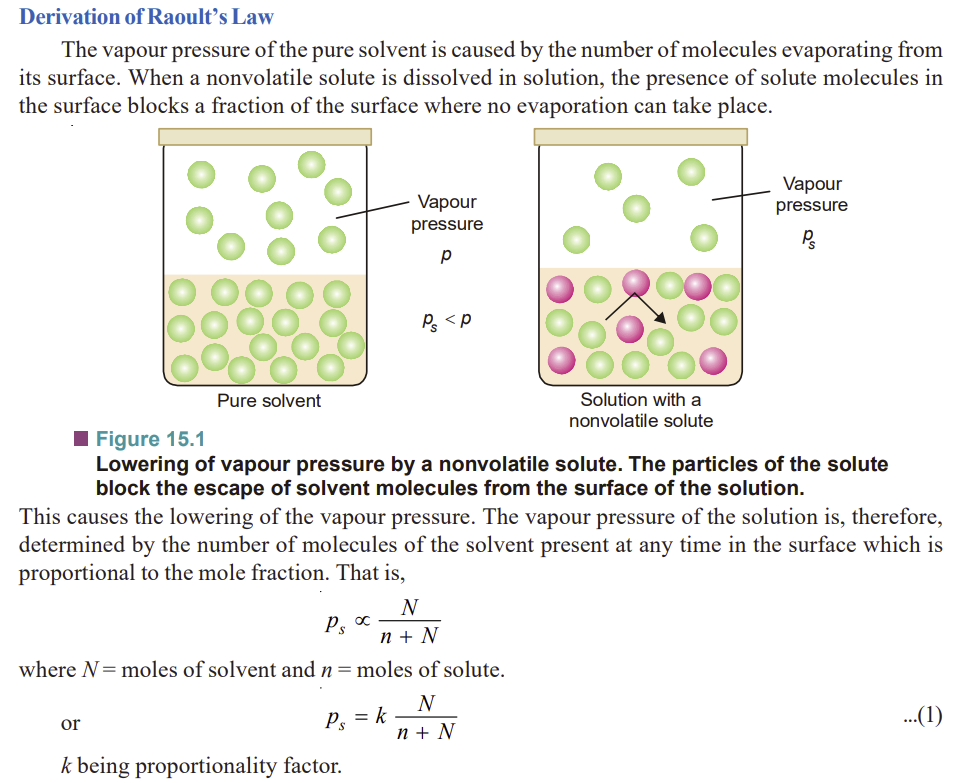 Derivation of Raoult's Law
The vapour pressure of the pure solvent is caused by the number of molecules evaporating from
its surface. When a nonvolatile solute is dissolved in solution, the presence of solute molecules in
the surface blocks a fraction of the surface where no evaporation can take place.
Vapour
pressure
p
pₛ < p
Pure solvent
Vapour
pressure
pₛ
Solution with a
nonvolatile solute
Figure 15.1
Lowering of vapour pressure by a nonvolatile solute. The particles of the solute
block the escape of solvent molecules from the surface of the solution.
This causes the lowering of the vapour pressure. The vapour pressure of the solution is, therefore,
determined by the number of molecules of the solvent present at any time in the surface which is
proportional to the mole fraction. That is,
pₛ ∝ N / n + N
where N = moles of solvent and n = moles of solute.
or pₛ = k N / n + N ...(1)
k being proportionality factor.